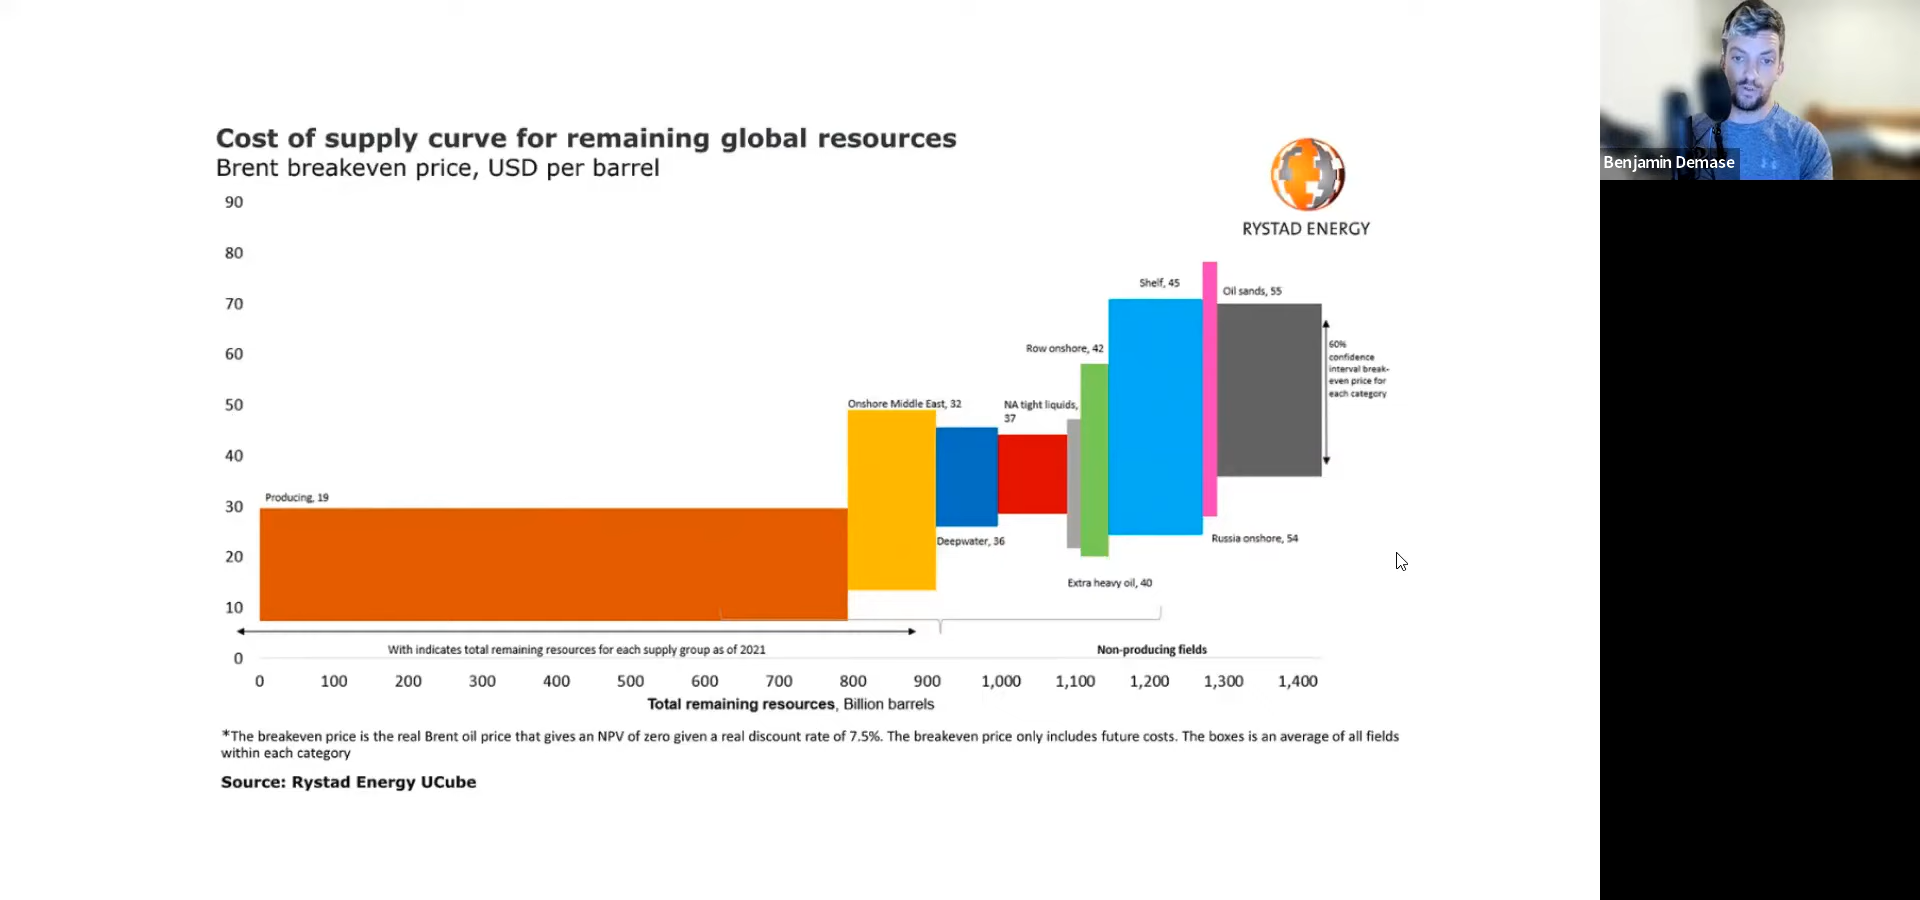 Cost of supply curve for remaining global resources
Brent breakeven price, USD per barrel
RYSTAD ENERGY
Benjamin Demase
90
80
70
60
50
40
30
20
10
0
Producing, 19
Onshore Middle East, 32
Deepwater, 36
NA tight liquids,
37
Extra heavy oil, 40
Row onshore, 42
Shelf, 45
Russia onshore, 54
Oil sands, 55
60%
confidence
interval break-
even price for
each category
With indicates total remaining resources for each supply group as of 2021
Non-producing fields
0 100 200 300 400 500 600 700 800 900 1,000 1,100 1,200 1,300 1,400
Total remaining resources, Billion barrels
*The breakeven price is the real Brent oil price that gives an NPV of zero given a real discount rate of 7.5%. The breakeven price only includes future costs. The boxes is an average of all fields
within each category
Source: Rystad Energy UCube